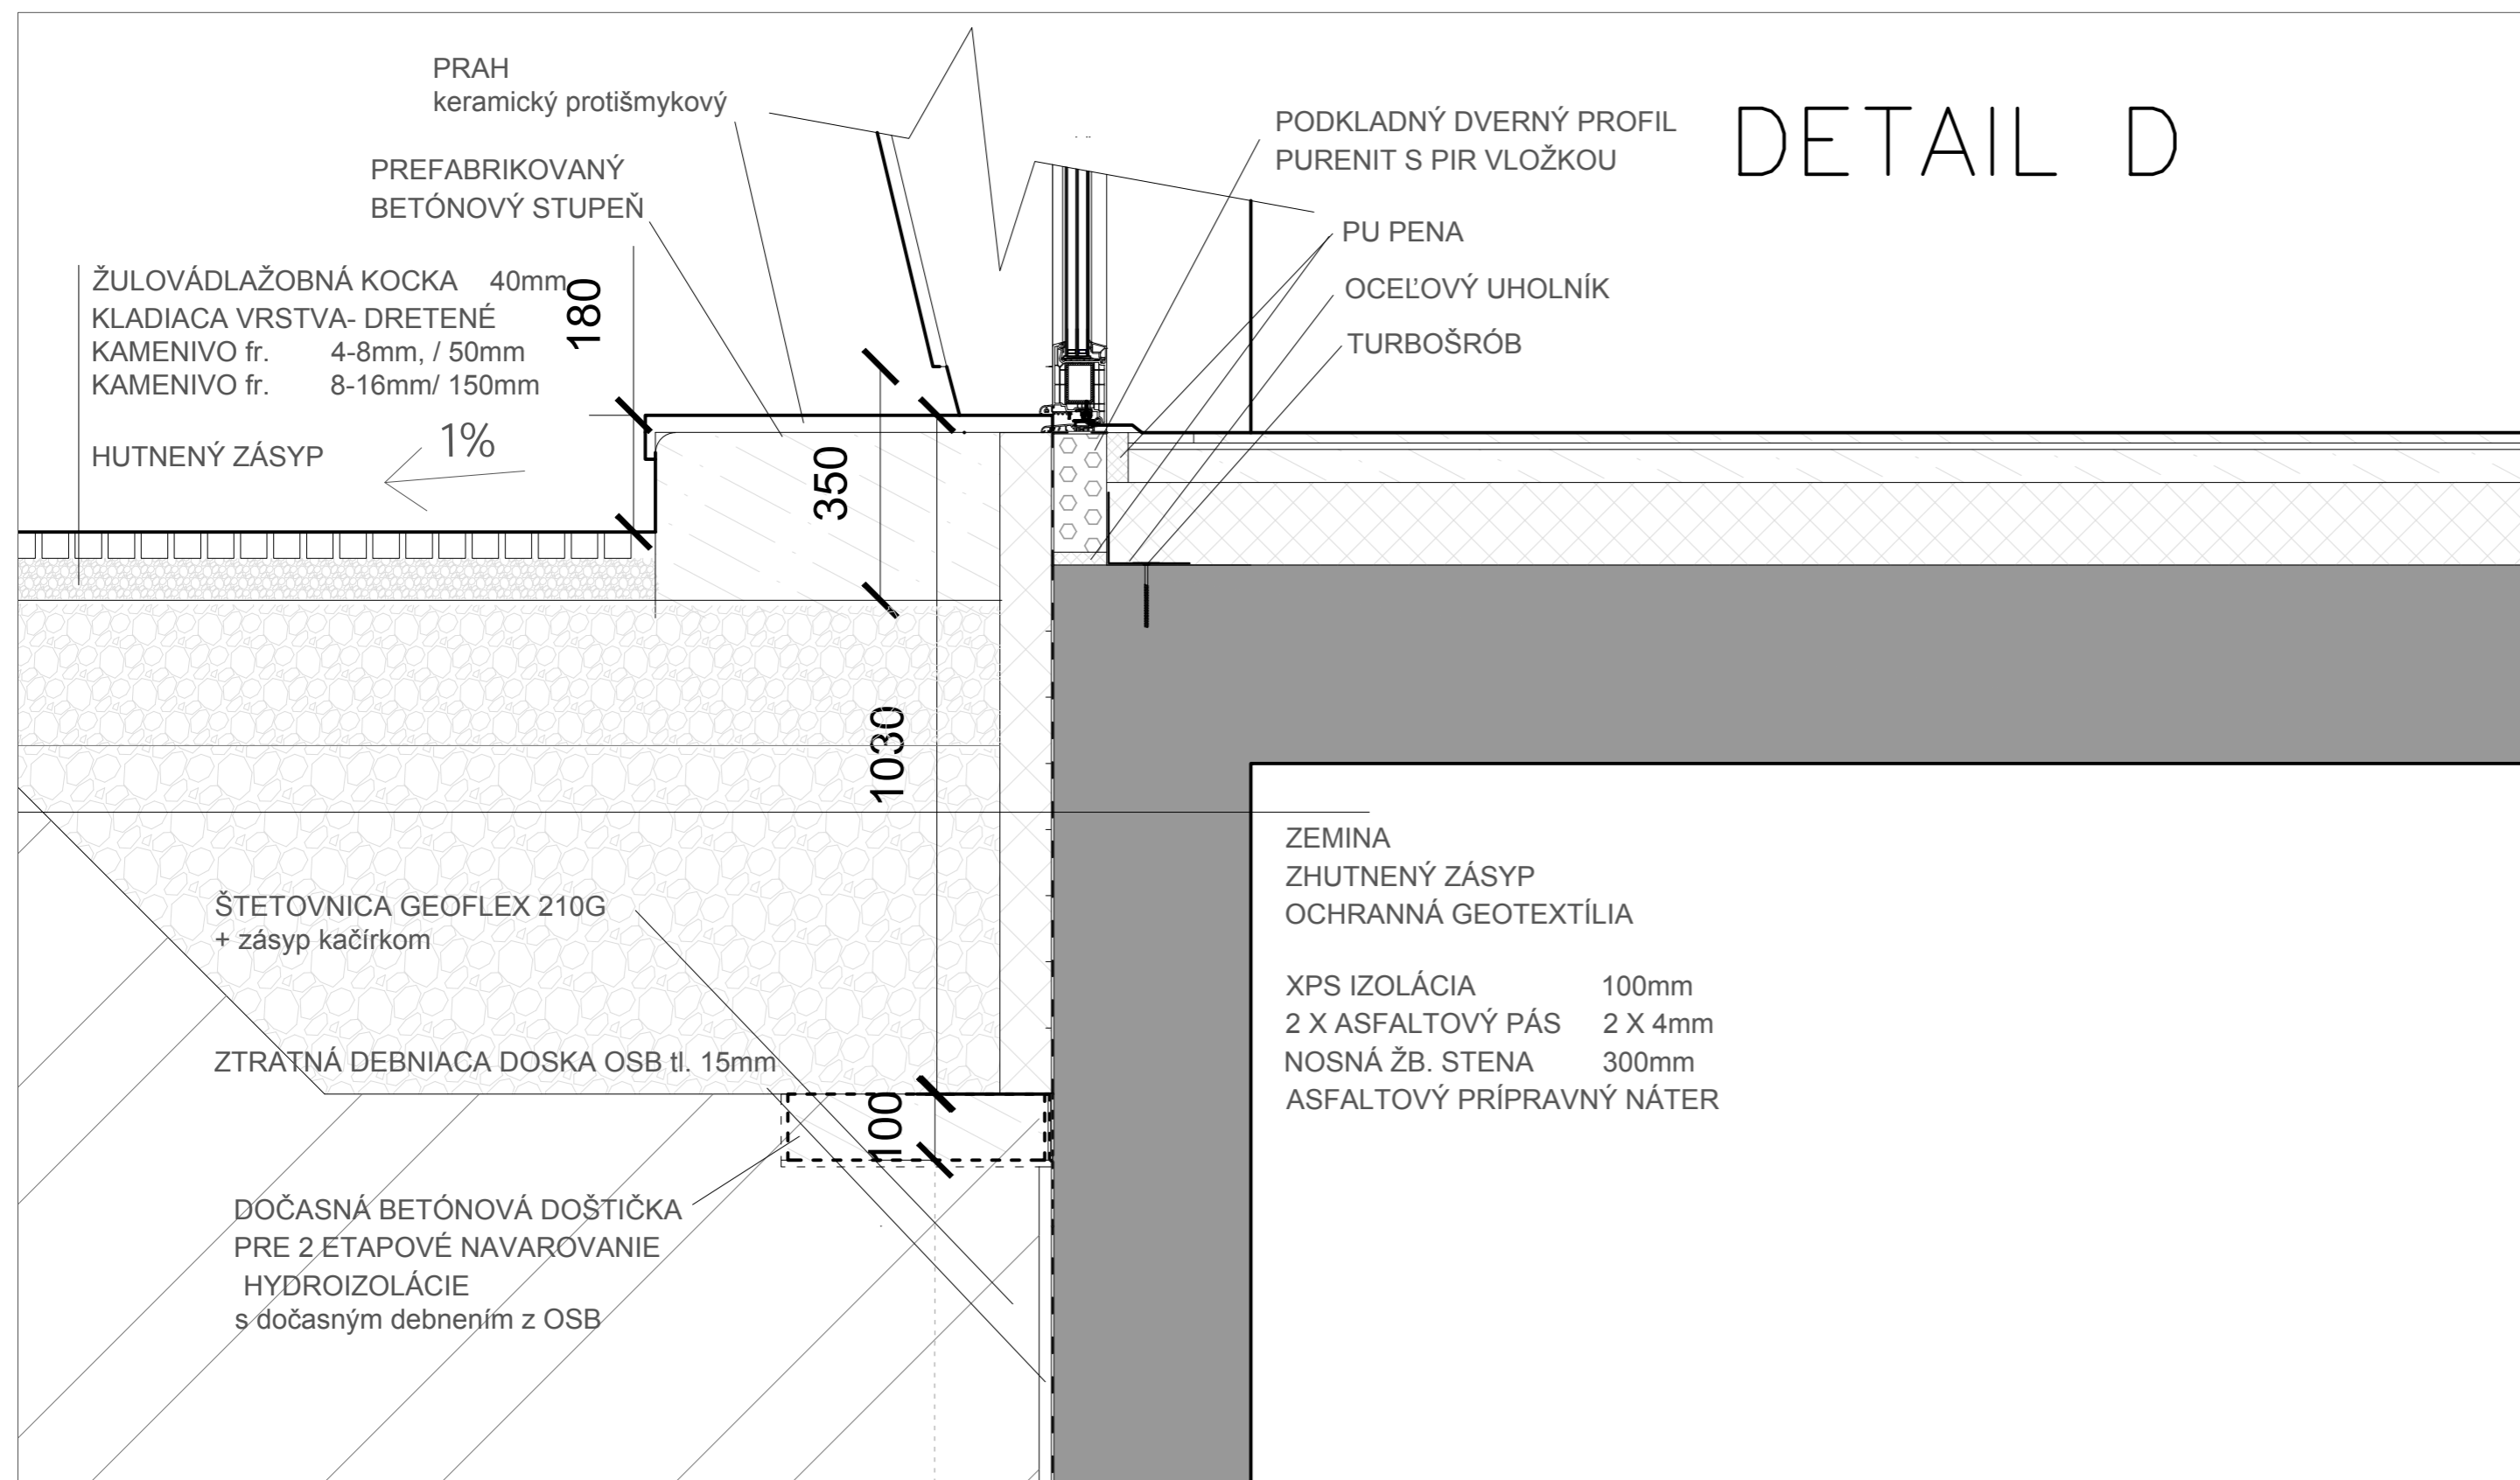 PRAH
keramický protišmykový
PREFABRIKOVANÝ
BETÓNOVÝ STUPEŇ
ŽULOVÁDLAŽOBNÁ KOCKA 40mm
KLADIACA VRSTVA- DRETENÉ
KAMENIVO fr. 4-8mm, / 50mm
KAMENIVO fr. 8-16mm/ 150mm
HUTNENÝ ZÁSYP
1%
180
350
1030
100
PODKLADNÝ DVERNÝ PROFIL
PURENIT S PIR VLOŽKOU
DETAIL D
PU PENA
OCEĽOVÝ UHOLNÍK
TURBOŠRÓB
ZEMINA
ZHUTNENÝ ZÁSYP
OCHRANNÁ GEOTEXTÍLIA
XPS IZOLÁCIA 100mm
2 X ASFALTOVÝ PÁS 2 X 4mm
NOSNÁ ŽB. STENA 300mm
ASFALTOVÝ PRÍPRAVNÝ NÁTER
ŠTETOVNICA GEOFLEX 210G
+ zásyp kačírkom
ZTRATNÁ DEBNIACA DOSKA OSB tl. 15mm
DOČASNÁ BETÓNOVÁ DOŠTIČKA
PRE 2 ETAPOVÉ NAVAROVANIE
HYDROIZOLÁCIE
s dočasným debnením z OSB